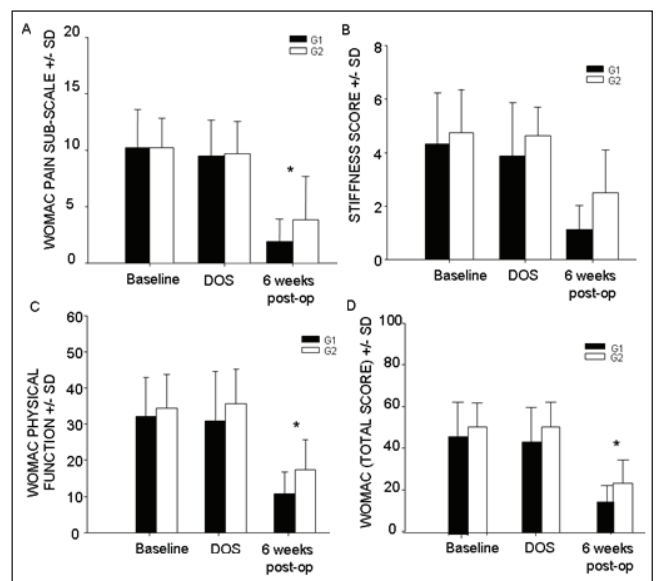 A
WOMAC PAIN SUB-SCALE +/- SD
20
15
10
5
0
G1
G2
*
Baseline
DOS
6 weeks
post-op
B
STIFFNESS SCORE +/- SD
8
6
4
2
0
G1
G2
Baseline
DOS
6 weeks
post-op
C
WOMAC PHYSICAL
FUNCTION +/- SD
60
50
40
30
20
10
0
G1
G2
*
Baseline
DOS
6 weeks
post-op
D
WOMAC (TOTAL SCORE) +/- SD
100
80
60
40
20
0
G1
G2
*
Baseline
DOS
6 weeks
post-op